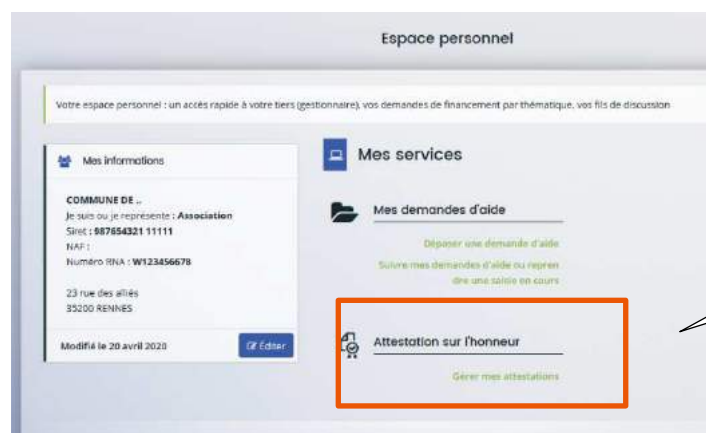 Espace personnel
Votre espace personnel : un accès rapide à votre tiers (gestionnaire), vos demandes de financement par thématique, vos fils de discussion
Mes informations
COMMUNE DE ..
Je suis ou je représente : Association
Siret : 987654321 11111
NAF :
Numéro RNA : W123456678
23 rue des alliés
35200 RENNES
Modifié le 20 avril 2020
Editer
Mes services
Mes demandes d'aide
Déposer une demande d'aide
Suivre mes demandes d'aide ou repren
dre une saisie en cours
Attestation sur l'honneur
Gérer mes attestations